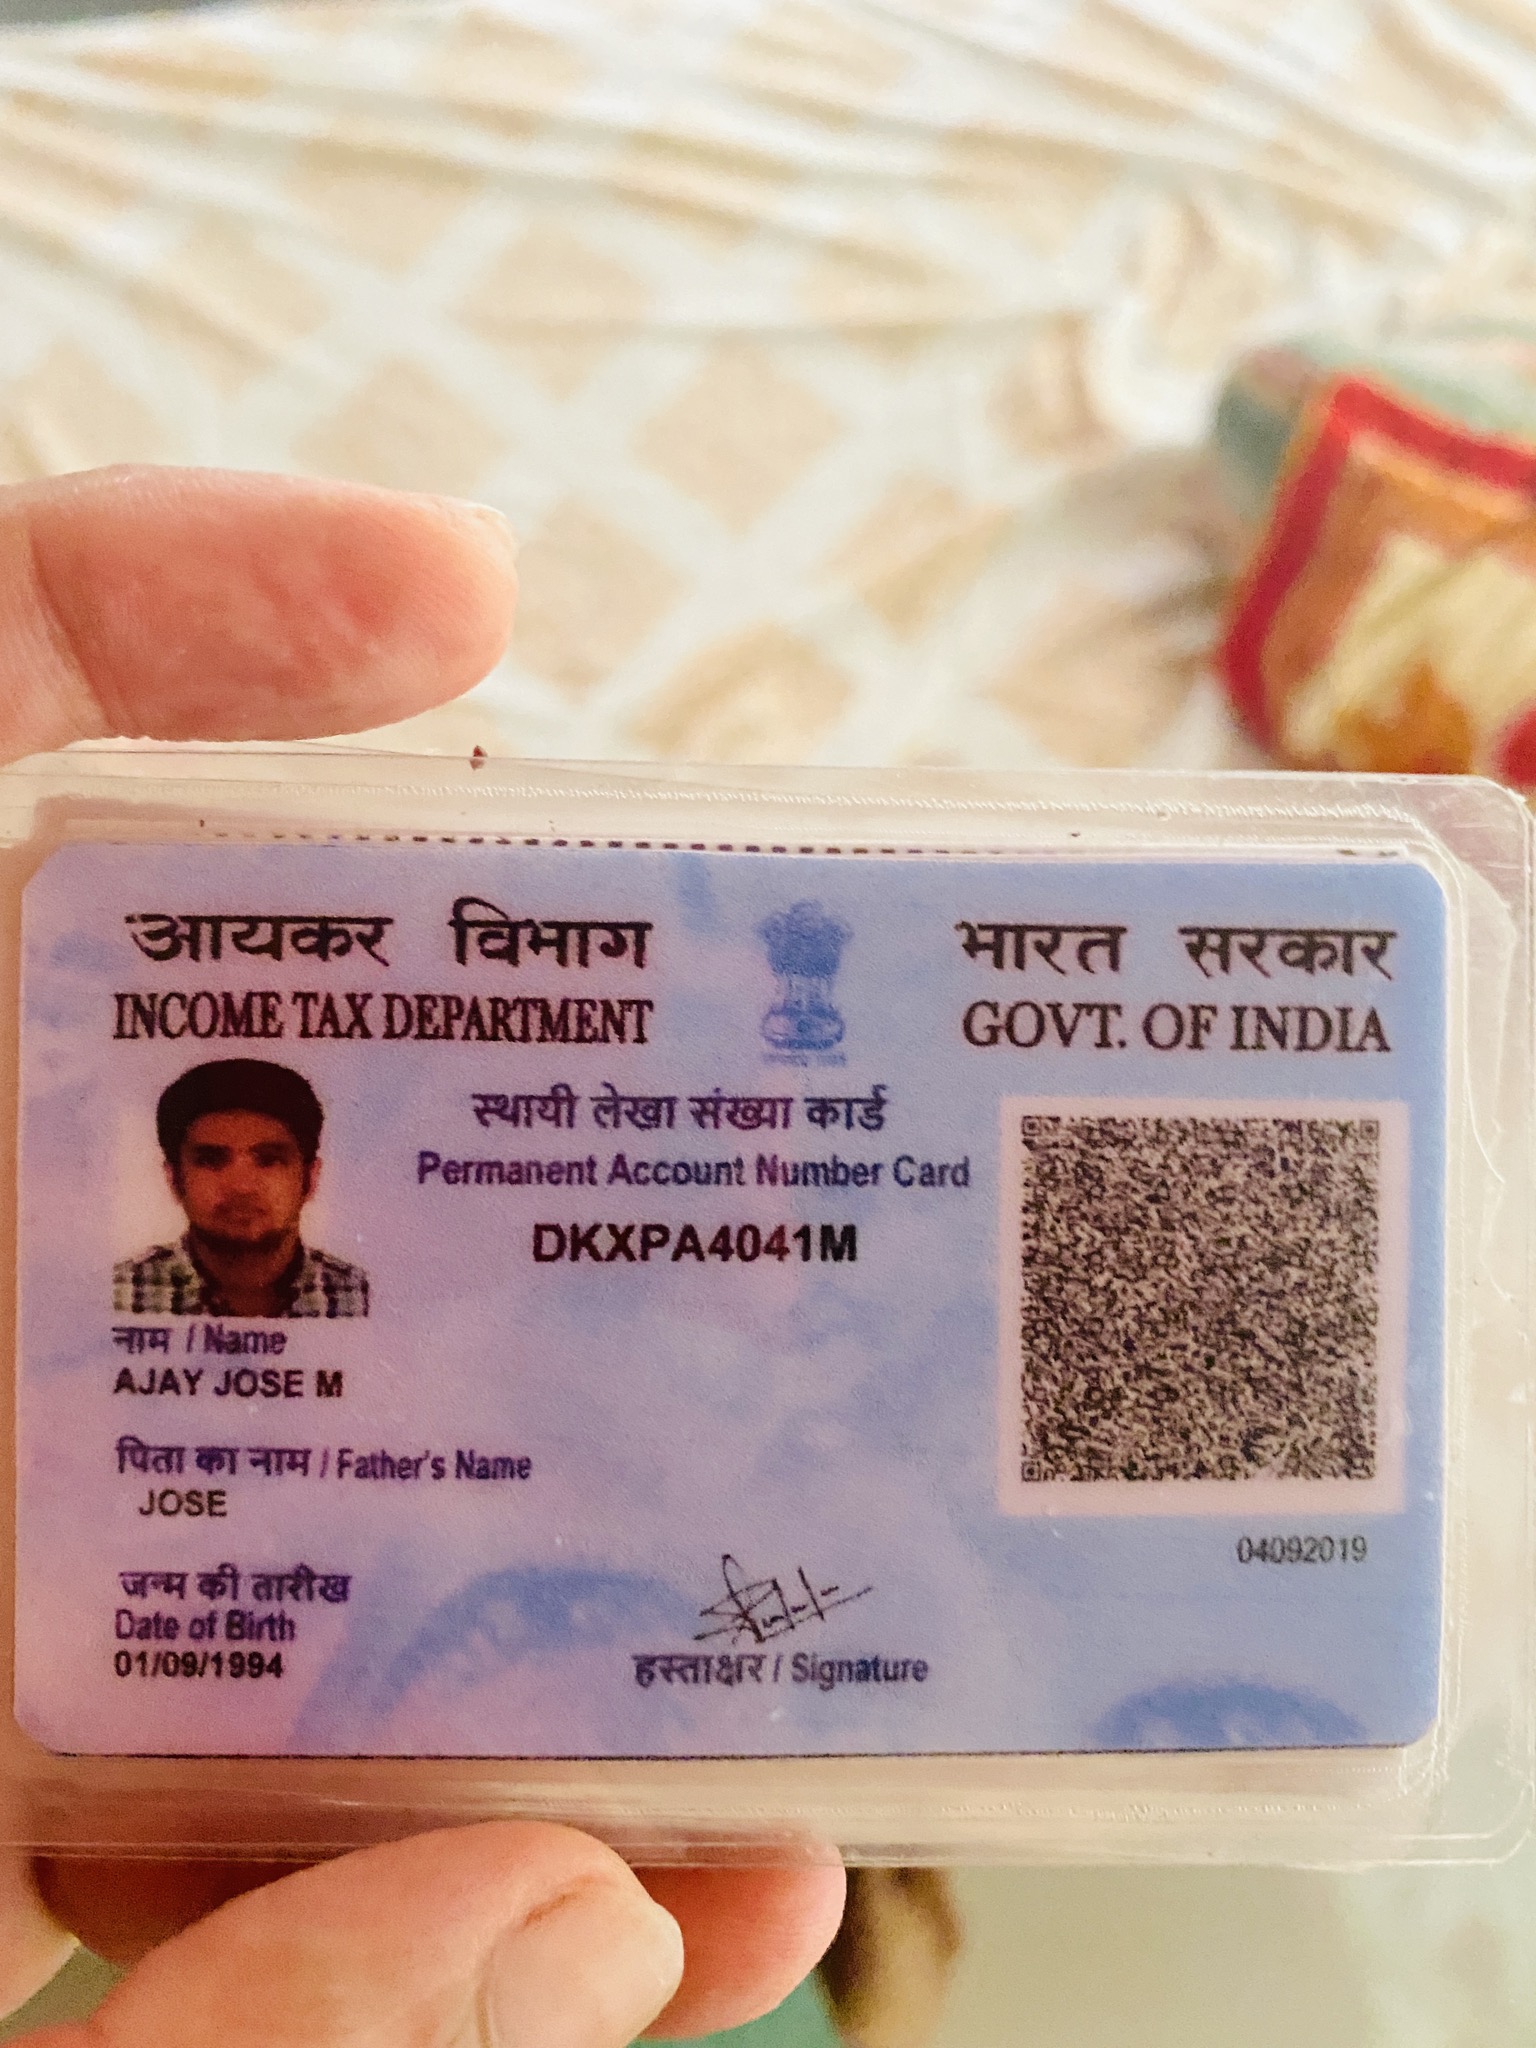 आयकर विभाग
INCOME TAX DEPARTMENT
भारत सरकार
GOVT. OF INDIA
स्थायी लेखा संख्या कार्ड
Permanent Account Number Card
DKXPA4041M
नाम / Name
AJAY JOSE M
पिता का नाम / Father's Name
JOSE
जन्म की तारीख
Date of Birth
01/09/1994
हस्ताक्षर / Signature
04092019